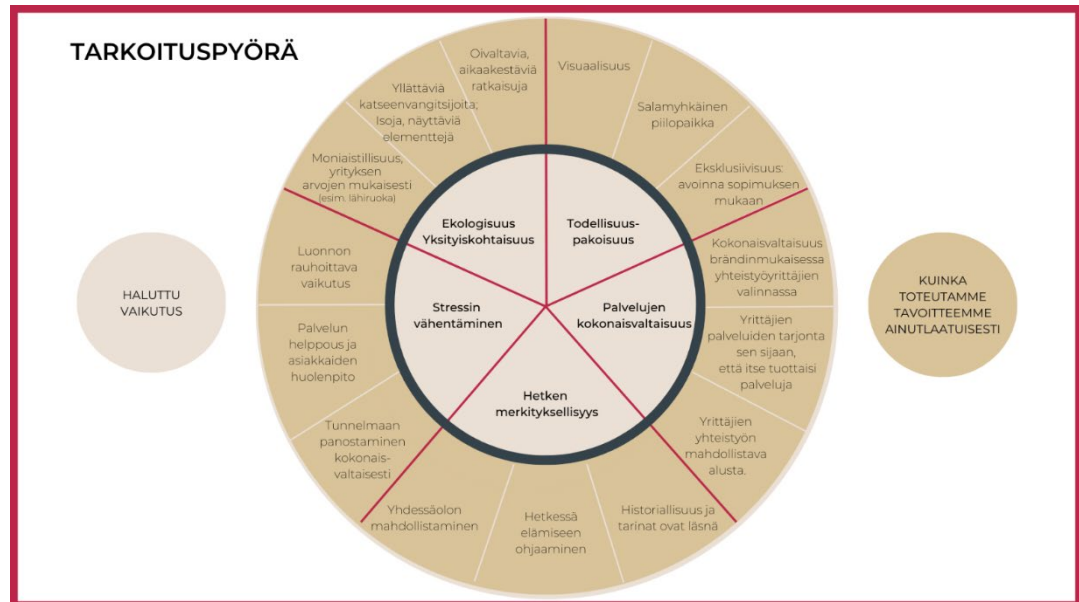 TARKOITUSPYÖRÄ
Oivaltavia,
aikaakestäviä
ratkaisuja
Visuaalisuus
Salamyhkäinen
piilopaikka
Eksklusiivisuus:
avoinna sopimuksen
mukaan
Kokonaisvaltaisuus
brändinmukaisessa
yhteistyöyrittäjien
valinnassa
Yrittäjien
palveluiden tarjonta
sen sijaan,
että itse tuottaisi
palveluja
Yrittäjien
yhteistyön
mahdollistava
alusta.
Historiallisuus ja
tarinat ovat läsnä
Hetkessä
elämiseen
ohjaaminen
Yhdessäolon
mahdollistaminen
Tunnelmaan
panostaminen
kokonais-
valtaisesti
Palvelun
helppous ja
asiakkaiden
huolenpito
Luonnon
rauhoittava
vaikutus
Moniaistillisuus,
yrityksen
arvojen mukaisesti
(esim. lähiruoka)
Yllättäviä
katseenvangitsijoita;
Isoja, näyttäviä
elementtejä
Ekologisuus
Yksityiskohtaisuus
Todellisuus-
pakoisuus
Palvelujen
kokonaisvaltaisuus
Hetken
merkityksellisyys
Stressin
vähentäminen
HALUTTU
VAIKUTUS
KUINKA
TOTEUTAMME
TAVOITTEEMME
AINUTLAATUISESTI